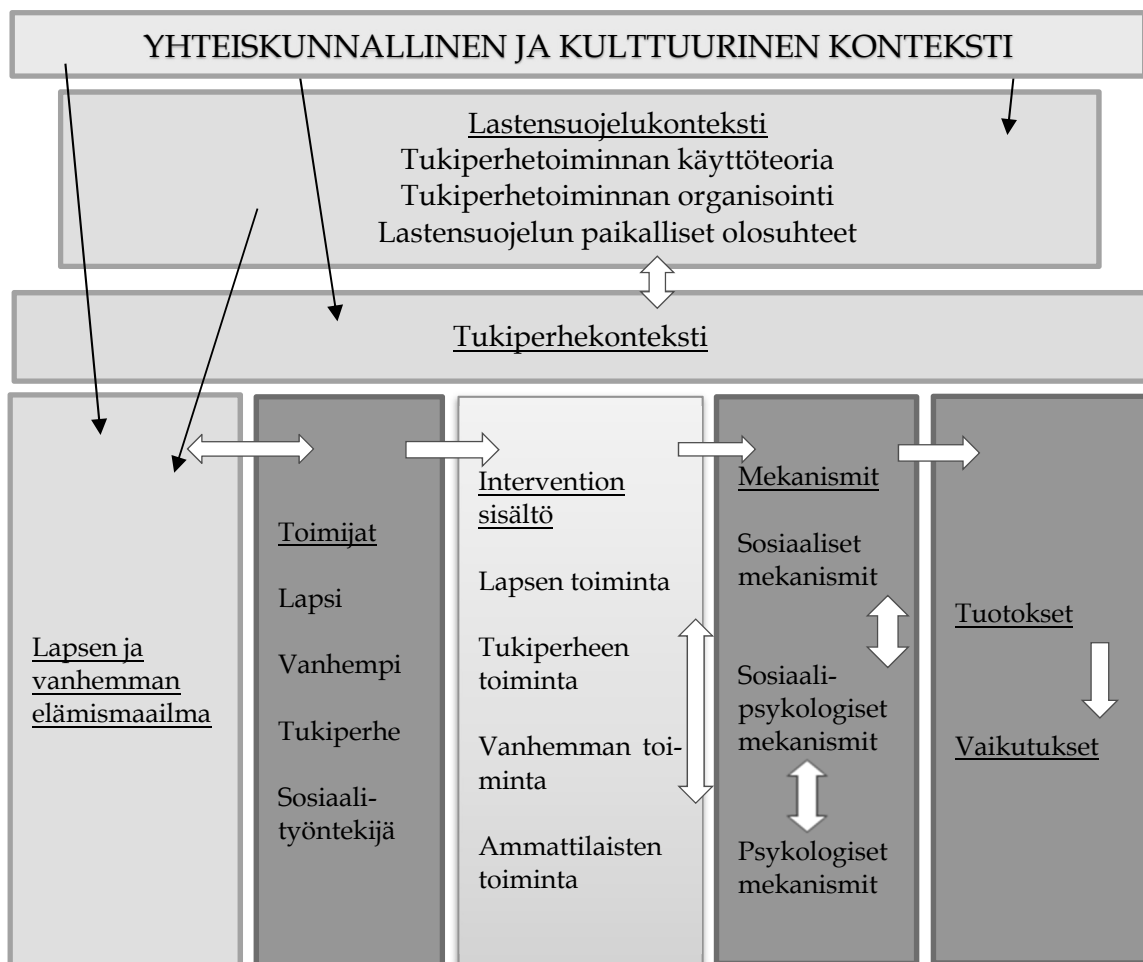 YHTEISKUNNALLINEN JA KULTTUURINEN KONTEKSTI
Lastensuojelukonteksti
Tukiperhetoiminnan käyttöteoria
Tukiperhetoiminnan organisointi
Lastensuojelun paikalliset olosuhteet
Tukiperhekonteksti
Lapsen ja
vanhemman
elämismaailma
Toimijat
Lapsi
Vanhempi
Tukiperhe
Sosiaali-
työntekijä
Intervention
sisältö
Lapsen toiminta
Tukiperheen
toiminta
Vanhemman toi-
minta
Ammattilaisten
toiminta
Mekanismit
Sosiaaliset
mekanismit
Sosiaali-
psykologiset
mekanismit
Psykologiset
mekanismit
Tuotokset
Vaikutukset